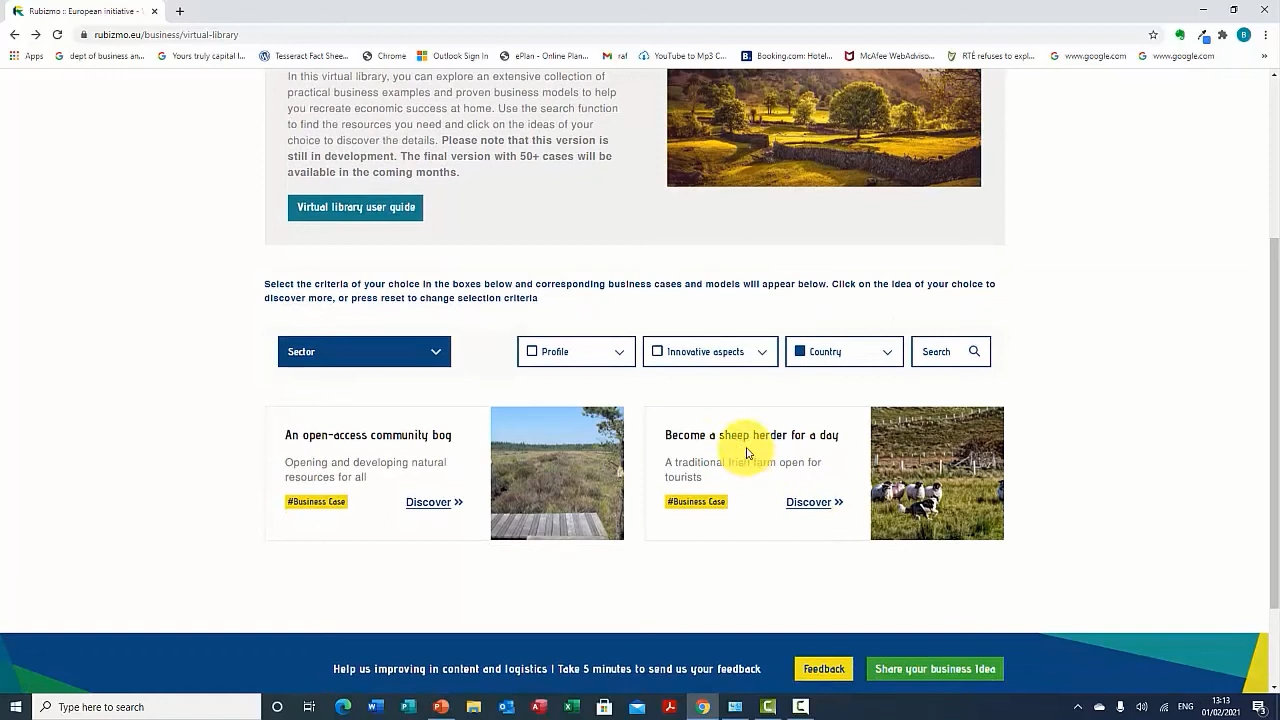 Rubizmo :: European initiative -
rubizmo.eu/business/virtual-library
B
Apps
dept of business an...
Yours truly capital I...
Tesseract Fact Shee...
Chrome
Outlook Sign In
ePlan - Online Plan...
raf
YouTube to Mp3 C...
Booking.com: Hotel...
McAfee WebAdviso...
RTÉ refuses to expl...
www.google.com
www.google.com
In this virtual library, you can explore an extensive collection of
practical business examples and proven business models to help
you recreate economic success at home. Use the search function
to find the resources you need and click on the ideas of your
choice to discover the details. Please note that this version is
still in development. The final version with 50+ cases will be
available in the coming months.
Virtual library user guide
Select the criteria of your choice in the boxes below and corresponding business cases and models will appear below. Click on the idea of your choice to
discover more, or press reset to change selection criteria
Sector
Profile
Innovative aspects
Country
Search
An open-access community bog
Opening and developing natural
resources for all
#Business Case
Discover
Become a sheep herder for a day
A traditional Irish farm open for
tourists
#Business Case
Discover
Help us improving in content and logistics | Take 5 minutes to send us your feedback
Feedback
Share your business idea
Type here to search
ENG
13:13
01/02/2021